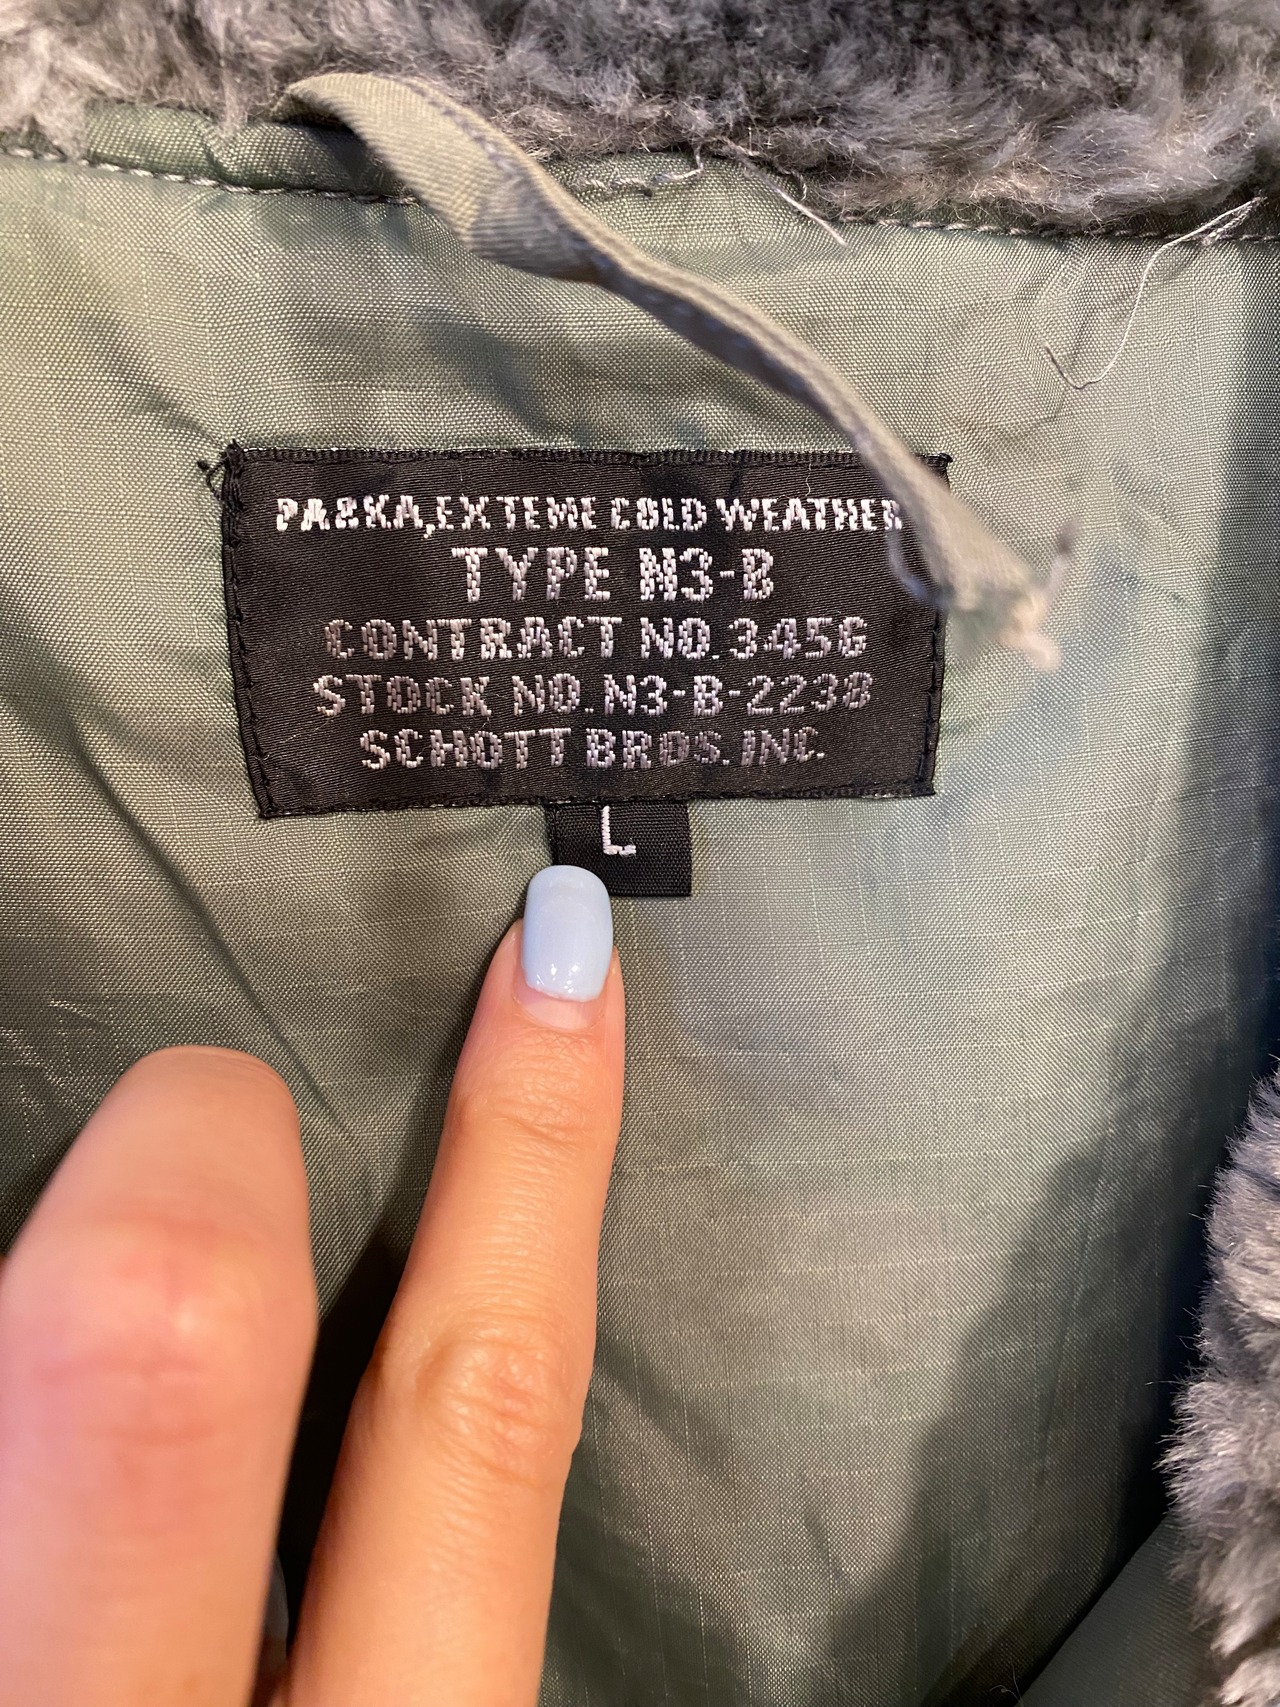 PARKA,EXTEME COLD WEATHER
TYPE N3-B
CONTRACT NO.3456
STOCK NO.N3-B-2238
SCHOTT BROS.INC.
L